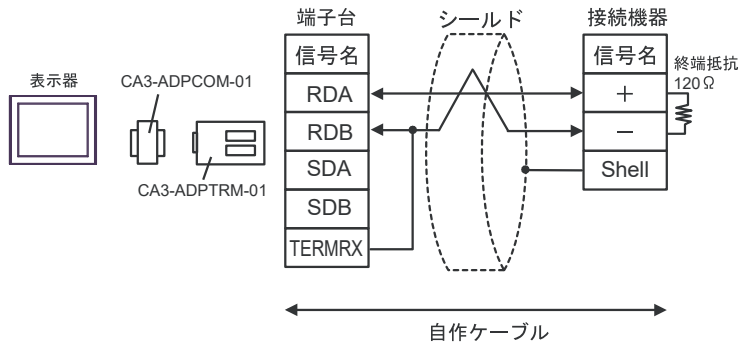 表示器
CA3-ADPCOM-01
CA3-ADPTRM-01
端子台
信号名
RDA
RDB
SDA
SDB
TERMRX
シールド
接続機器
信号名
+
-
Shell
終端抵抗
120Ω
自作ケーブル